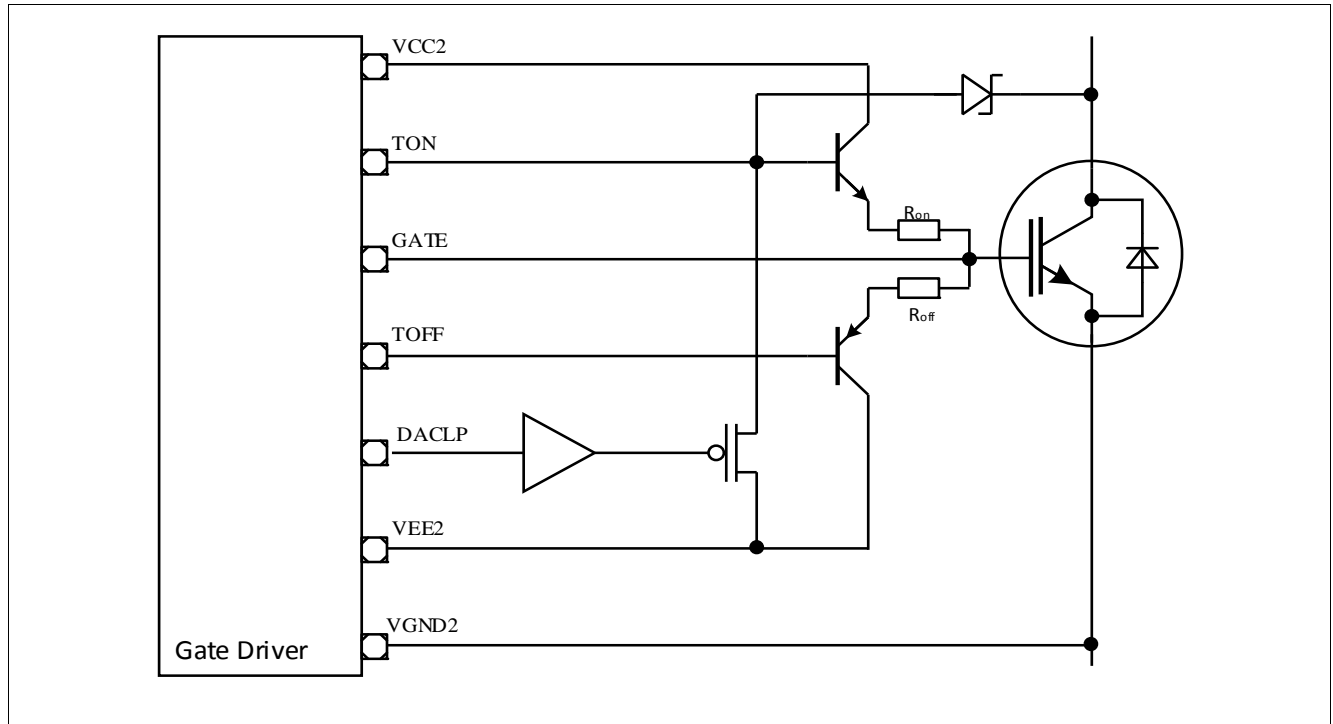 VCC2
TON
Ron
GATE
Roff
TOFF
DACLP
VEE2
VGND2
Gate Driver